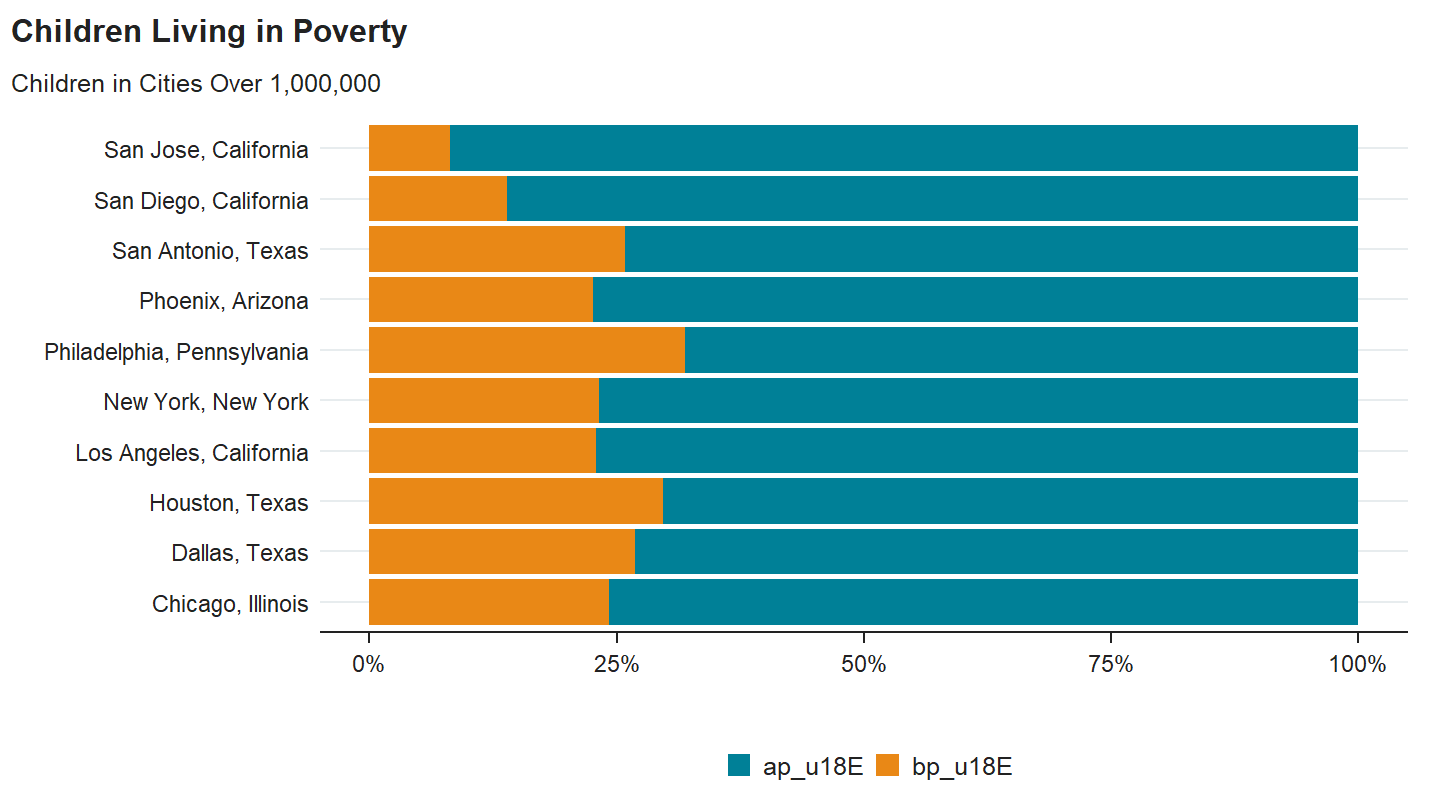 Children Living in Poverty
Children in Cities Over 1,000,000
San Jose, California
San Diego, California
San Antonio, Texas
Phoenix, Arizona
Philadelphia, Pennsylvania
New York, New York
Los Angeles, California
Houston, Texas
Dallas, Texas
Chicago, Illinois
0% 25% 50% 75% 100%
ap_u18E bp_u18E